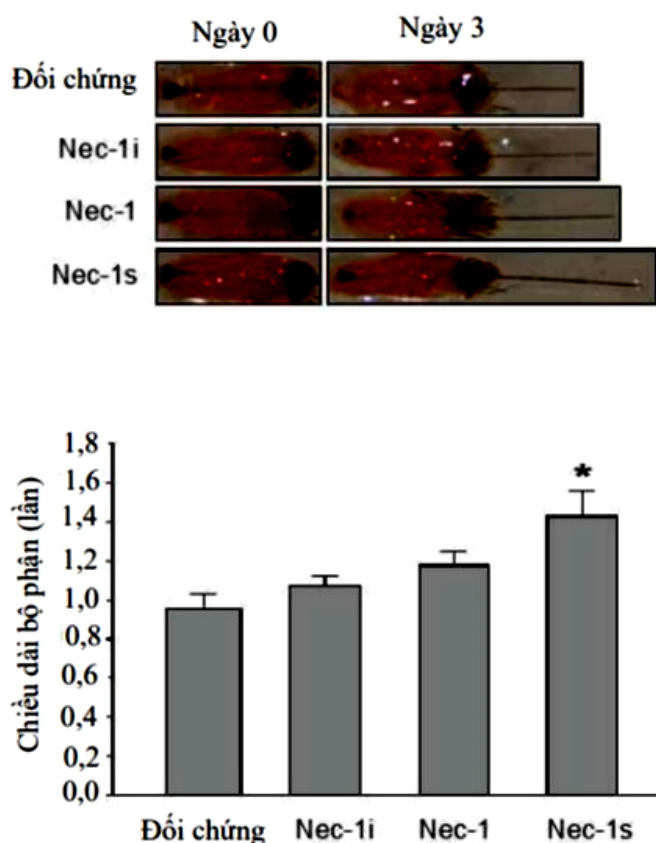 Ngày 0 Ngày 3
Đối chứng
Nec-1i
Nec-1
Nec-1s
Chiều dài bộ phận (lần)
1,8
1,6
1,4
1,2
1,0
0,8
0,6
0,4
0,2
0,0
*
Đối chứng Nec-1i Nec-1 Nec-1s